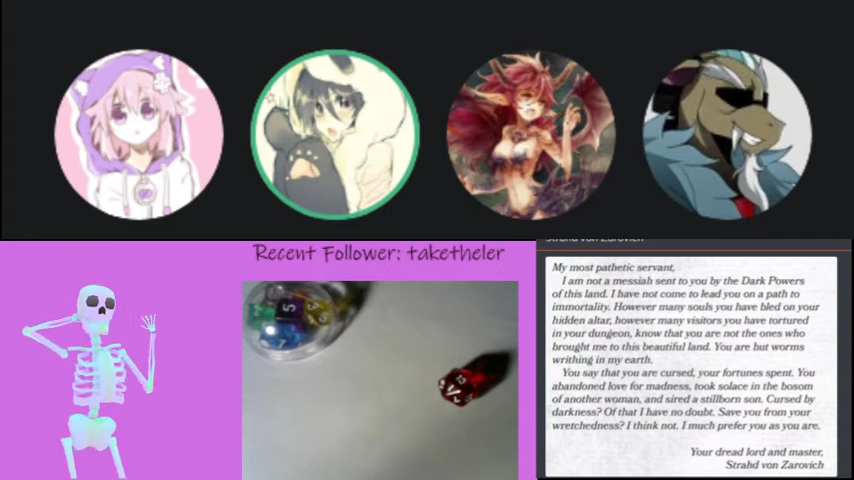 Recent Follower: taketheler
Strahd von Zarovich
My most pathetic servant,
I am not a messiah sent to you by the Dark Powers
of this land. I have not come to lead you on a path to
immortality. However many souls you have bled on your
hidden altar, however many visitors you have tortured
in your dungeon, know that you are not the ones who
brought me to this beautiful land. You are but worms
writhing in my earth.
You say that you are cursed, your fortunes spent. You
abandoned love for madness, took solace in the bosom
of another woman, and sired a stillborn son. Cursed by
darkness? Of that I have no doubt. Save you from your
wretchedness? I think not. I much prefer you as you are.
Your dread lord and master,
Strahd von Zarovich
5
13